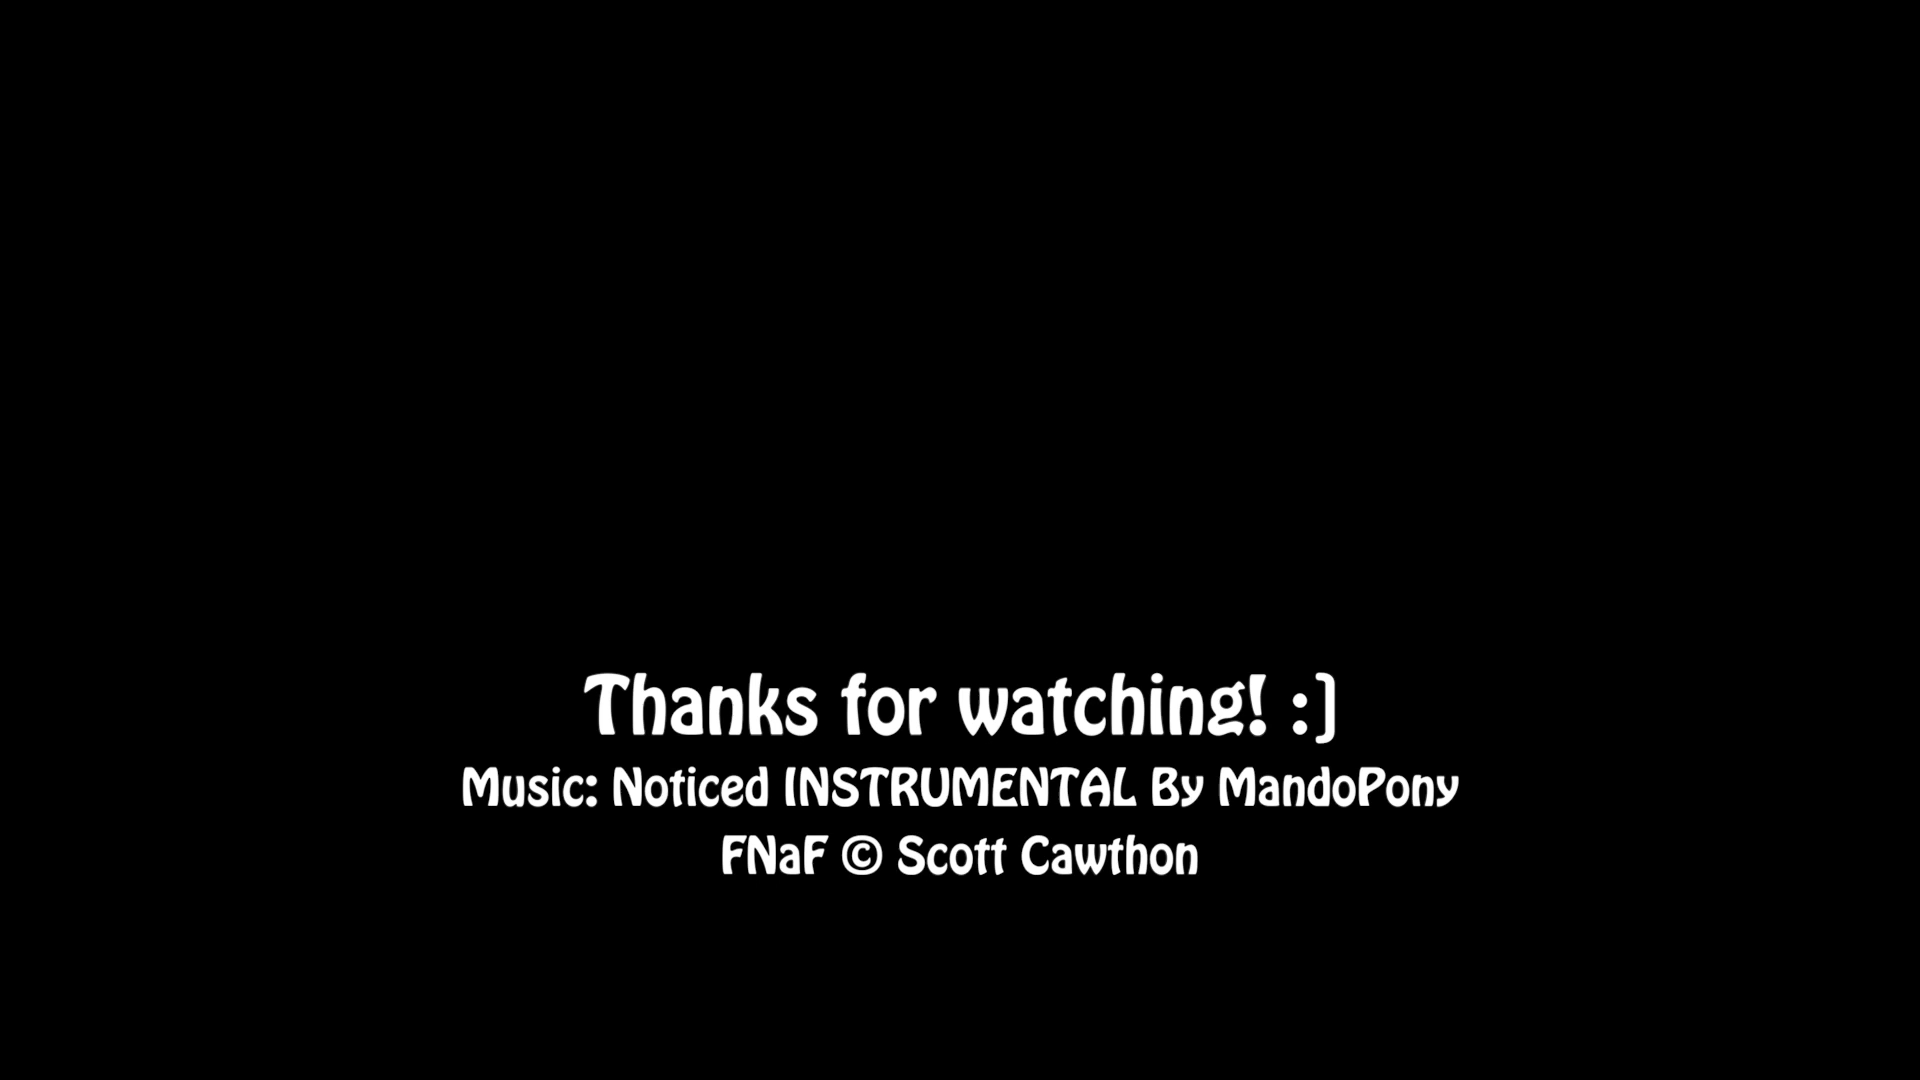 Thanks for watching! :]
Music: Noticed INSTRUMENTAL By MandoPony
FNaF © Scott Cawthon